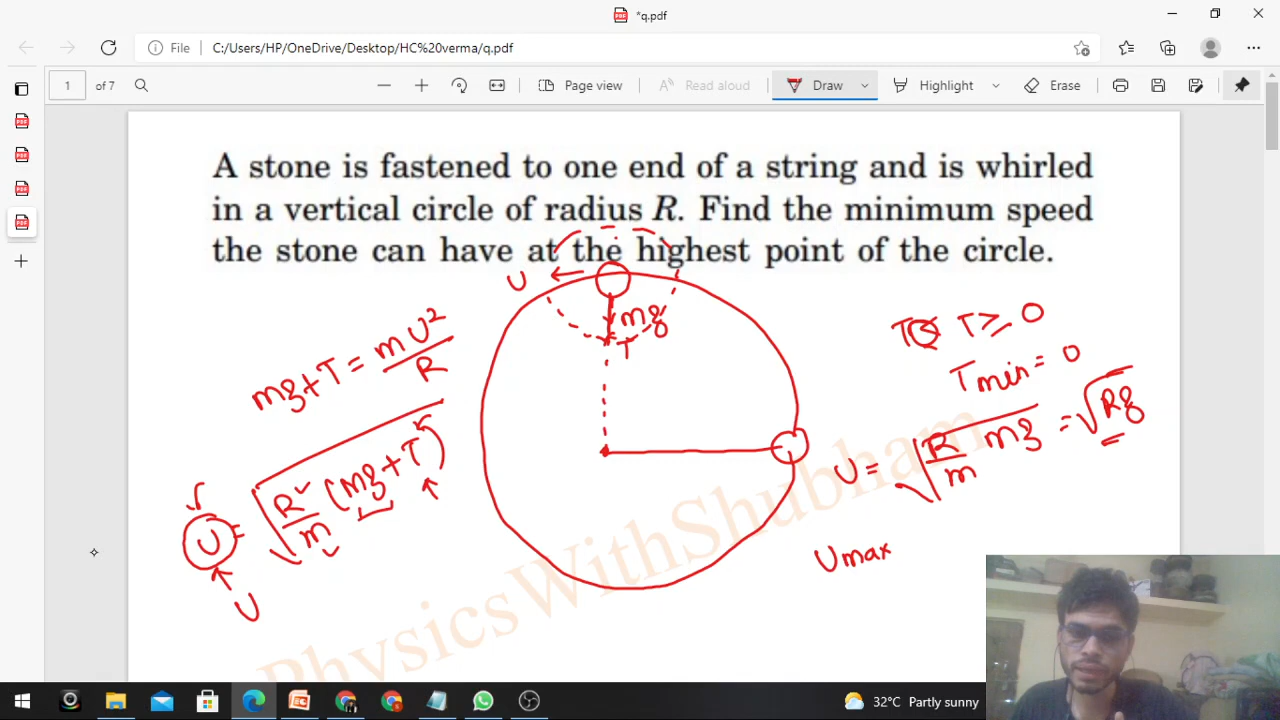 *q.pdf
File C:/Users/HP/OneDrive/Desktop/HC%20verma/q.pdf
1 of 7 Page view Read aloud Draw Highlight Erase
A stone is fastened to one end of a string and is whirled
in a vertical circle of radius R. Find the minimum speed
the stone can have at the highest point of the circle.
U
mg
T
mg+T = mU²/R
U = √(R/m (mg+T))
U
T T ≥ 0
Tmin = 0
U = √(R/m mg) = √Rg
Umax
PhysicsWithShubham
32°C Partly sunny